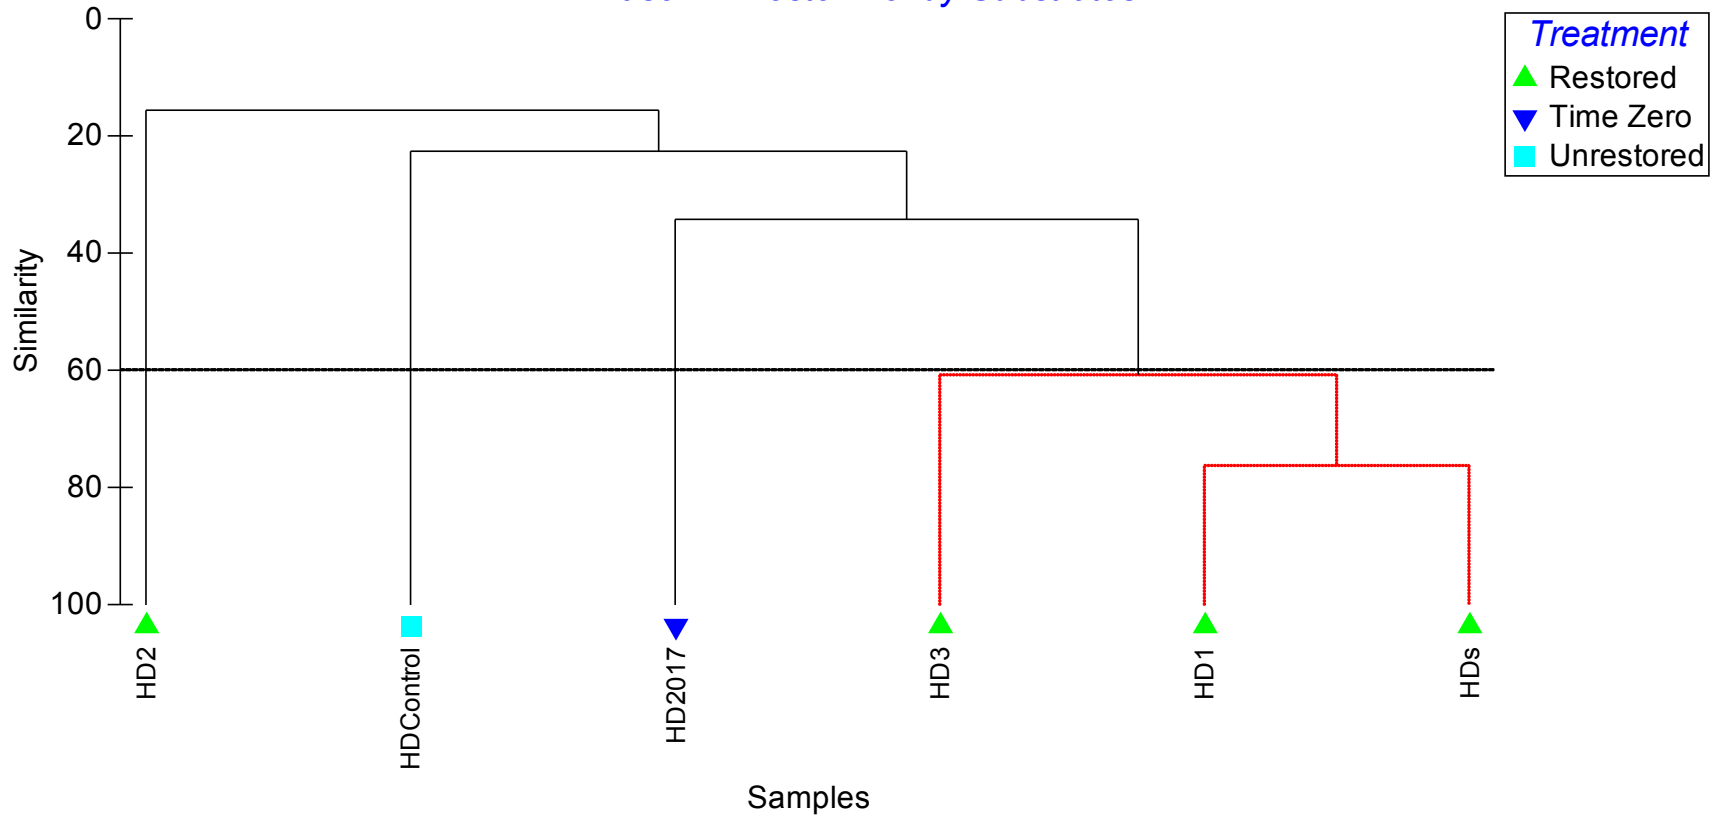 Treatment
Restored
Time Zero
Unrestored
Similarity
0
20
40
60
80
100
HD2
HDControl
HD2017
HD3
HD1
HDs
Samples